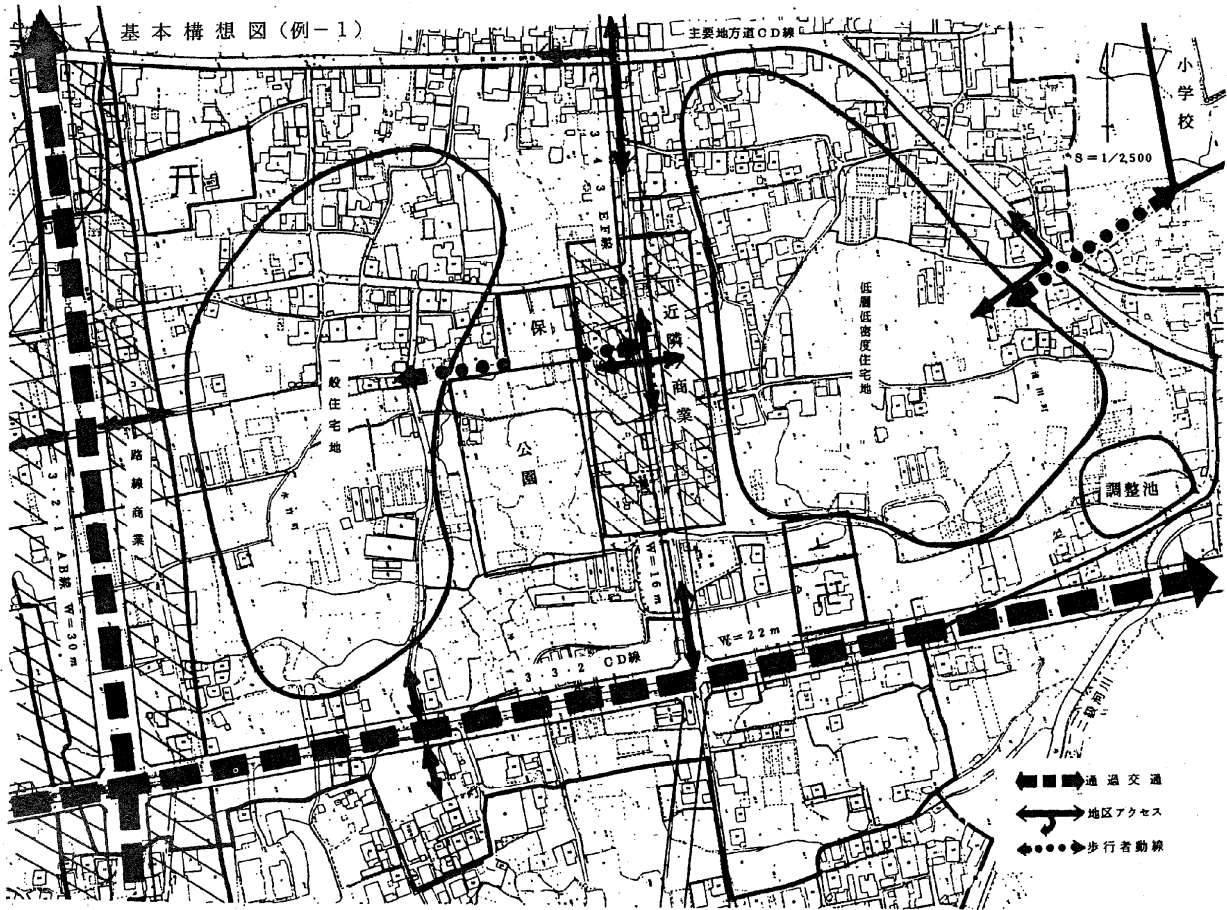 基本構想図(例－1)
主要地方道CD線
小学校
S＝1/2,500
3 4 3 EF線
保
近隣商業
低層低密度住宅地
一般住宅地
公園
路線商業
3 2 1 AB線 W＝30m
調整池
W＝16m
W＝22m
3 3 2 CD線
二級河川
通過交通
地区アクセス
歩行者動線